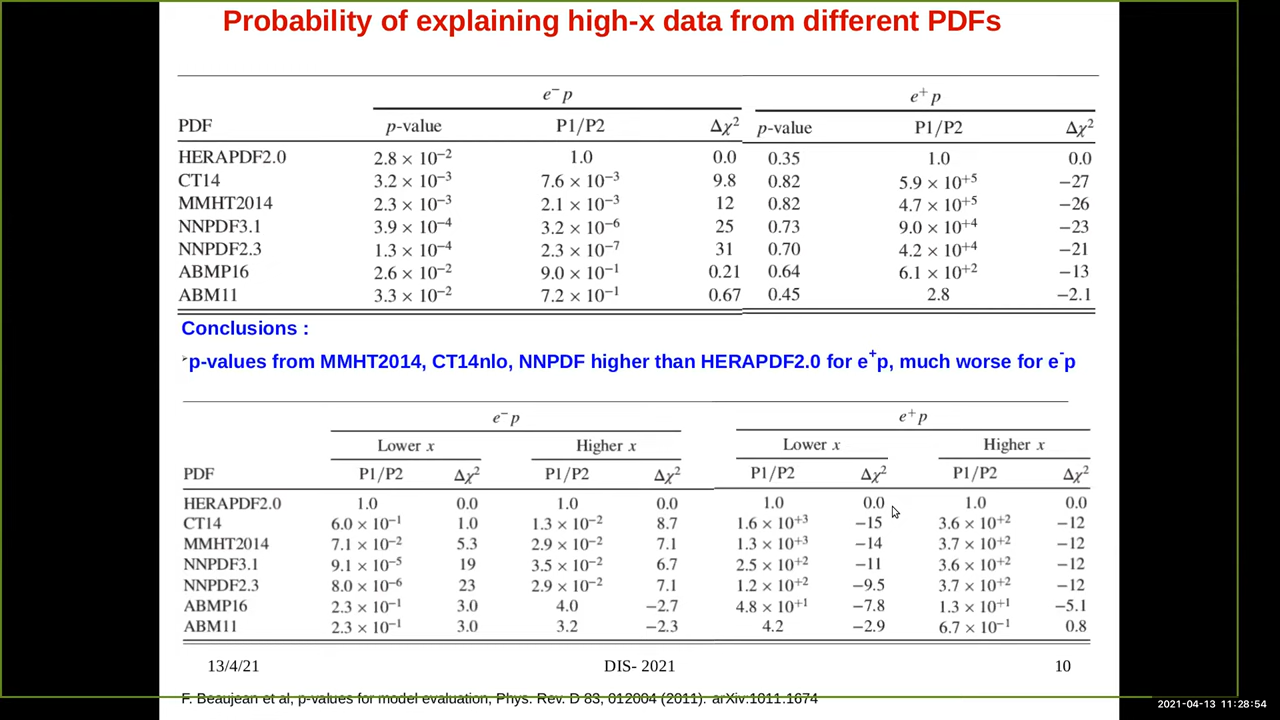 Probability of explaining high-x data from different PDFs
e⁻p e⁺p
PDF p-value P1/P2 Δχ² p-value P1/P2 Δχ²
HERAPDF2.0 2.8 × 10⁻² 1.0 0.0 0.35 1.0 0.0
CT14 3.2 × 10⁻³ 7.6 × 10⁻³ 9.8 0.82 5.9 × 10⁺⁵ −27
MMHT2014 2.3 × 10⁻³ 2.1 × 10⁻³ 12 0.82 4.7 × 10⁺⁵ −26
NNPDF3.1 3.9 × 10⁻⁴ 3.2 × 10⁻⁶ 25 0.73 9.0 × 10⁺⁴ −23
NNPDF2.3 1.3 × 10⁻⁴ 2.3 × 10⁻⁷ 31 0.70 4.2 × 10⁺⁴ −21
ABMP16 2.6 × 10⁻² 9.0 × 10⁻¹ 0.21 0.64 6.1 × 10⁺² −13
ABM11 3.3 × 10⁻² 7.2 × 10⁻¹ 0.67 0.45 2.8 −2.1
Conclusions :
p-values from MMHT2014, CT14nlo, NNPDF higher than HERAPDF2.0 for e⁺p, much worse for e⁻p
e⁻p e⁺p
Lower x Higher x Lower x Higher x
PDF P1/P2 Δχ² P1/P2 Δχ² P1/P2 Δχ² P1/P2 Δχ²
HERAPDF2.0 1.0 0.0 1.0 0.0 1.0 0.0 1.0 0.0
CT14 6.0 × 10⁻¹ 1.0 1.3 × 10⁻² 8.7 1.6 × 10⁺³ −15 3.6 × 10⁺² −12
MMHT2014 7.1 × 10⁻² 5.3 2.9 × 10⁻² 7.1 1.3 × 10⁺³ −14 3.7 × 10⁺² −12
NNPDF3.1 9.1 × 10⁻⁵ 19 3.5 × 10⁻² 6.7 2.5 × 10⁺² −11 3.6 × 10⁺² −12
NNPDF2.3 8.0 × 10⁻⁶ 23 2.9 × 10⁻² 7.1 1.2 × 10⁺² −9.5 3.7 × 10⁺² −12
ABMP16 2.3 × 10⁻¹ 3.0 4.0 −2.7 4.8 × 10⁺¹ −7.8 1.3 × 10⁺¹ −5.1
ABM11 2.3 × 10⁻¹ 3.0 3.2 −2.3 4.2 −2.9 6.7 × 10⁻¹ 0.8
13/4/21 DIS- 2021 10
F. Beaujean et al, p-values for model evaluation, Phys. Rev. D 83, 012004 (2011). arXiv:1011.1674
2021-04-13 11:28:54